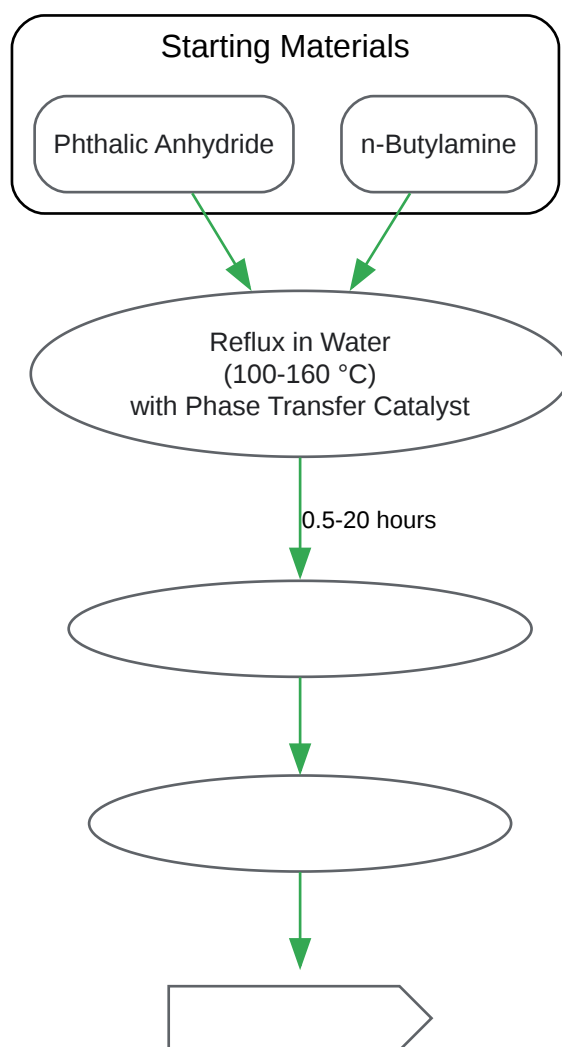 Starting Materials
Phthalic Anhydride
n-Butylamine
Reflux in Water
(100-160 °C)
with Phase Transfer Catalyst
0.5-20 hours